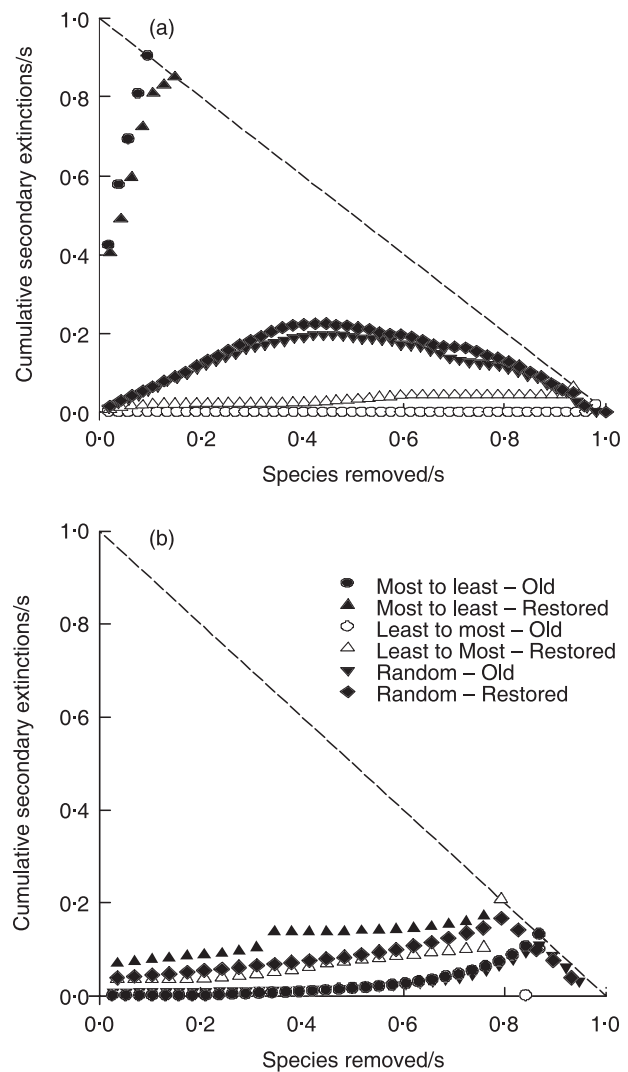 (a)
Cumulative secondary extinctions/s
1·0
0·8
0·6
0·4
0·2
0·0
0·0 0·2 0·4 0·6 0·8 1·0
Species removed/s
(b)
Cumulative secondary extinctions/s
1·0
0·8
0·6
0·4
0·2
0·0
Most to least – Old
Most to least – Restored
Least to most – Old
Least to Most – Restored
Random – Old
Random – Restored
0·0 0·2 0·4 0·6 0·8 1·0
Species removed/s